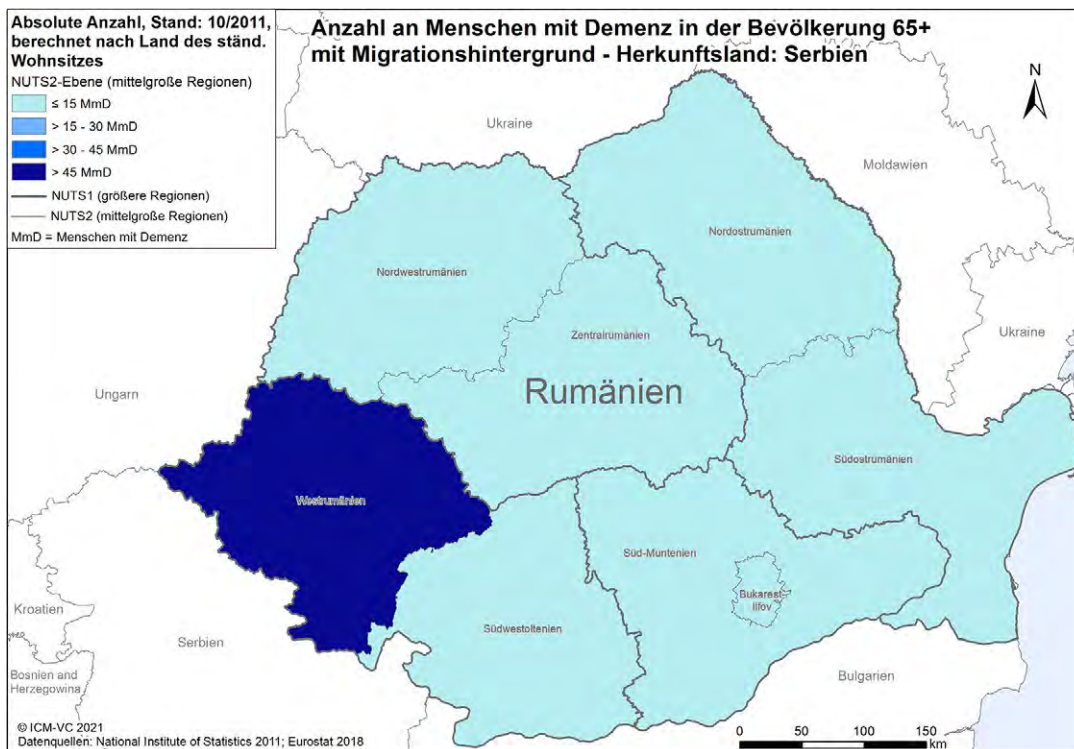 Absolute Anzahl, Stand: 10/2011,
berechnet nach Land des ständ.
Wohnsitzes
NUTS2-Ebene (mittelgroße Regionen)
≤ 15 MmD
> 15 - 30 MmD
> 30 - 45 MmD
> 45 MmD
NUTS1 (größere Regionen)
NUTS2 (mittelgroße Regionen)
MmD = Menschen mit Demenz
Anzahl an Menschen mit Demenz in der Bevölkerung 65+
mit Migrationshintergrund - Herkunftsland: Serbien
N
Ukraine
Moldawien
Nordostrumänien
Nordwestrumänien
Zentralrumänien
Ukraine
Rumänien
Ungarn
Südostrumänien
Westrumänien
Süd-Muntenien
Bukarest-
Ilfov
Kroatien
Südwestoltenien
Serbien
Bosnien and
Herzegowina
Bulgarien
© ICM-VC 2021
Datenquellen: National Institute of Statistics 2011; Eurostat 2018
0 50 100 150
km